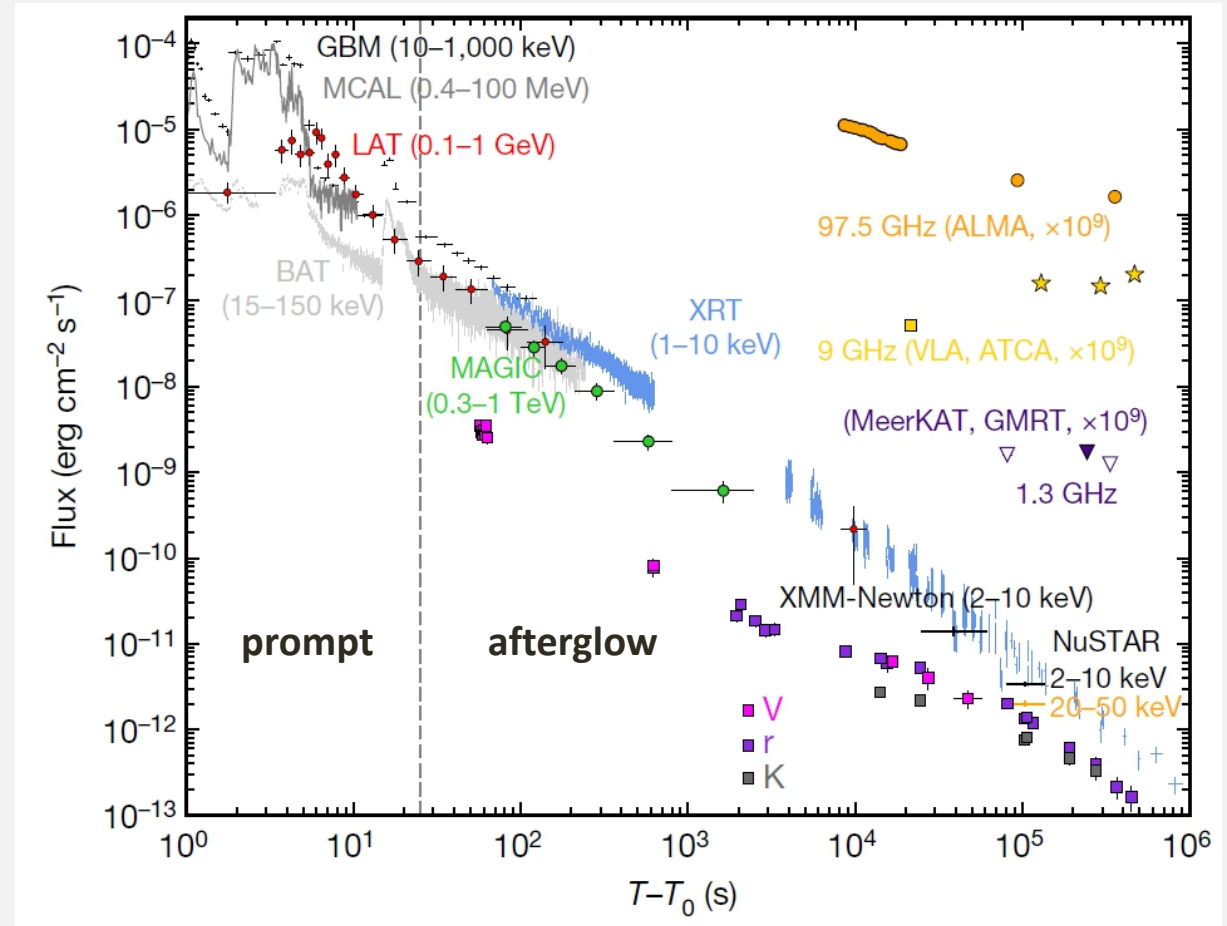 GBM (10–1,000 keV)
MCAL (0.4–100 MeV)
LAT (0.1–1 GeV)
BAT
(15–150 keV)
XRT
(1–10 keV)
MAGIC
(0.3–1 TeV)
97.5 GHz (ALMA, ×10⁹)
9 GHz (VLA, ATCA, ×10⁹)
(MeerKAT, GMRT, ×10⁹)
1.3 GHz
XMM-Newton (2–10 keV)
NuSTAR
2–10 keV
20–50 keV
prompt
afterglow
V
r
K
Flux (erg cm⁻² s⁻¹)
10⁻⁴
10⁻⁵
10⁻⁶
10⁻⁷
10⁻⁸
10⁻⁹
10⁻¹⁰
10⁻¹¹
10⁻¹²
10⁻¹³
10⁰ 10¹ 10² 10³ 10⁴ 10⁵ 10⁶
T–T₀ (s)